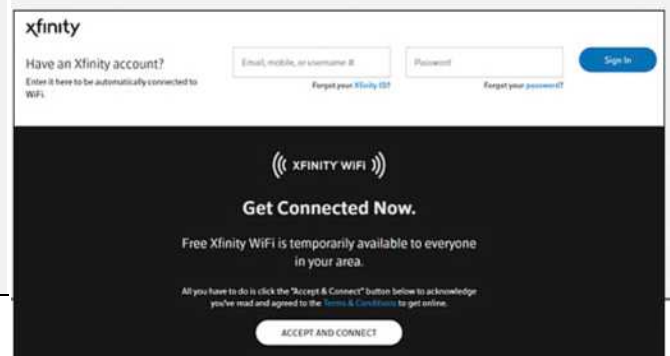 xfinity
Have an Xfinity account?
Enter it here to be automatically connected to
WiFi.
Email, mobile, or username
Password
Sign In
Forgot your Xfinity ID?
Forgot your password?
XFINITY WiFi
Get Connected Now.
Free Xfinity WiFi is temporarily available to everyone
in your area.
All you have to do is click the "Accept & Connect" button below to acknowledge
you've read and agreed to the Terms & Conditions to get online.
ACCEPT AND CONNECT